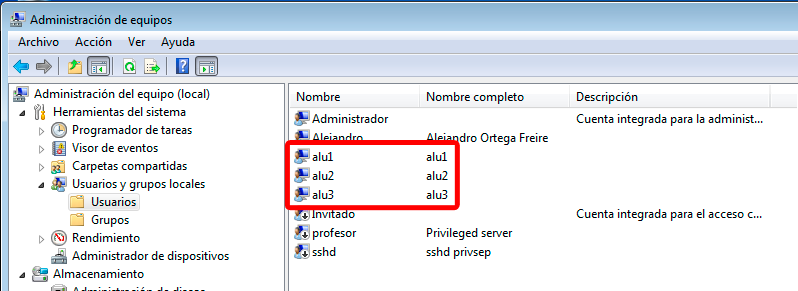 Administración de equipos
Archivo Acción Ver Ayuda
Administración del equipo (local)
Herramientas del sistema
Programador de tareas
Visor de eventos
Carpetas compartidas
Usuarios y grupos locales
Usuarios
Grupos
Rendimiento
Administrador de dispositivos
Almacenamiento
Administración de discos
Nombre Nombre completo Descripción
Administrador Cuenta integrada para la administ...
Alejandro Alejandro Ortega Freire
alu1 alu1
alu2 alu2
alu3 alu3
Invitado Cuenta integrada para el acceso c...
profesor Privileged server
sshd sshd privsep